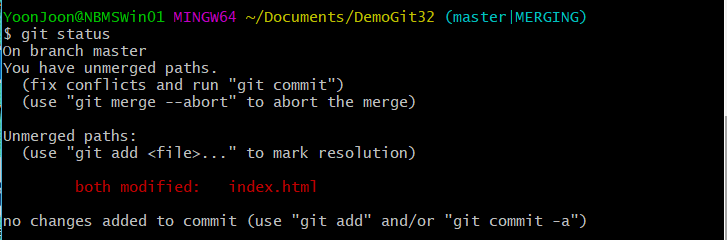 YoonJoon@NBMSWin01 MINGW64 ~/Documents/DemoGit32 (master|MERGING)
$ git status
On branch master
You have unmerged paths.
  (fix conflicts and run "git commit")
  (use "git merge --abort" to abort the merge)

Unmerged paths:
  (use "git add <file>..." to mark resolution)

        both modified:   index.html

no changes added to commit (use "git add" and/or "git commit -a")